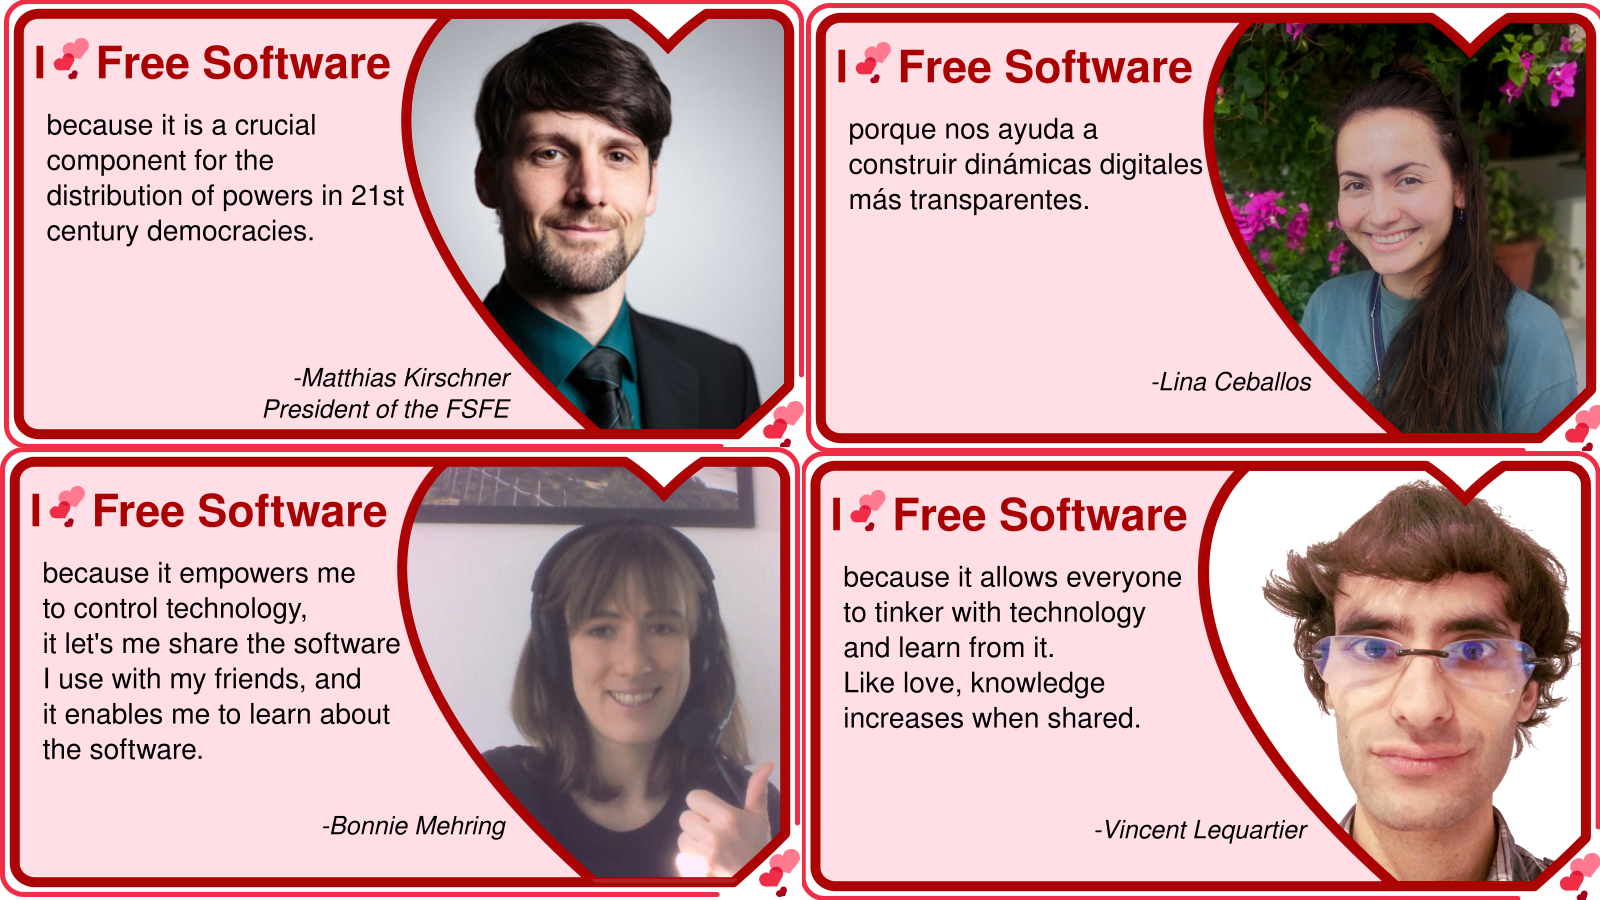 I 💕 Free Software
because it is a crucial
component for the
distribution of powers in 21st
century democracies.
-Matthias Kirschner
President of the FSFE
I 💕 Free Software
porque nos ayuda a
construir dinámicas digitales
más transparentes.
-Lina Ceballos
I 💕 Free Software
because it empowers me
to control technology,
it let's me share the software
I use with my friends, and
it enables me to learn about
the software.
-Bonnie Mehring
I 💕 Free Software
because it allows everyone
to tinker with technology
and learn from it.
Like love, knowledge
increases when shared.
-Vincent Lequartier